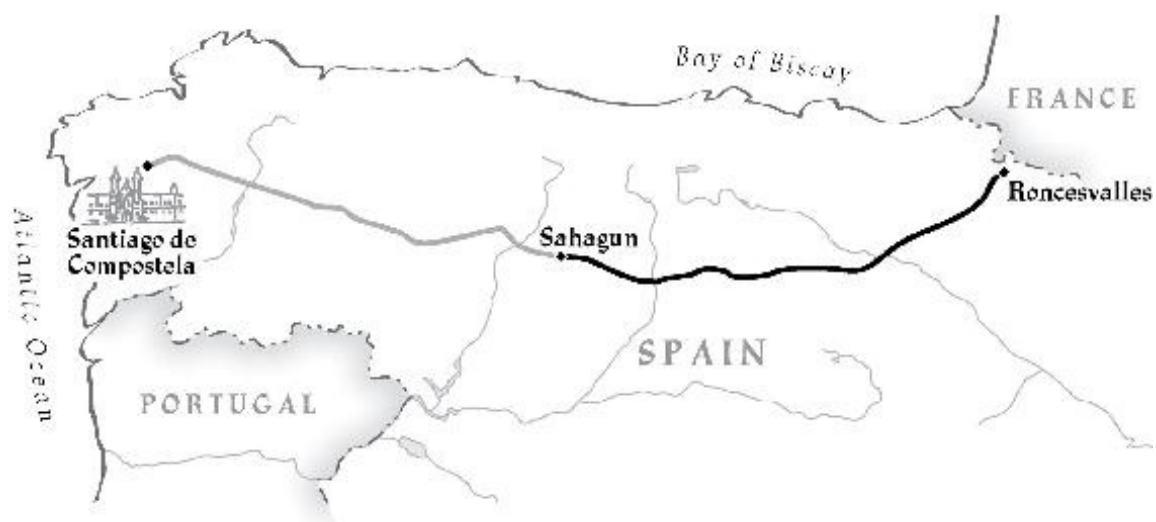 Bay of Biscay
FRANCE
Roncesvalles
Sahagun
Santiago de
Compostela
Atlantic Ocean
SPAIN
PORTUGAL